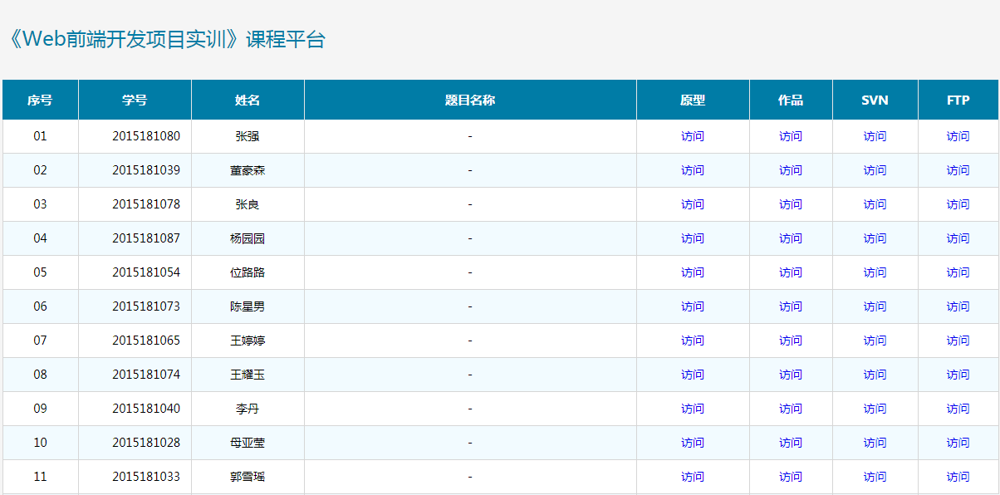 《Web前端开发项目实训》课程平台
序号 学号 姓名 题目名称 原型 作品 SVN FTP
01 2015181080 张强 - 访问 访问 访问 访问
02 2015181039 董豪森 - 访问 访问 访问 访问
03 2015181078 张良 - 访问 访问 访问 访问
04 2015181087 杨园园 - 访问 访问 访问 访问
05 2015181054 位路路 - 访问 访问 访问 访问
06 2015181073 陈星男 - 访问 访问 访问 访问
07 2015181065 王婷婷 - 访问 访问 访问 访问
08 2015181074 王耀玉 - 访问 访问 访问 访问
09 2015181040 李丹 - 访问 访问 访问 访问
10 2015181028 母亚莹 - 访问 访问 访问 访问
11 2015181033 郭雪瑶 - 访问 访问 访问 访问